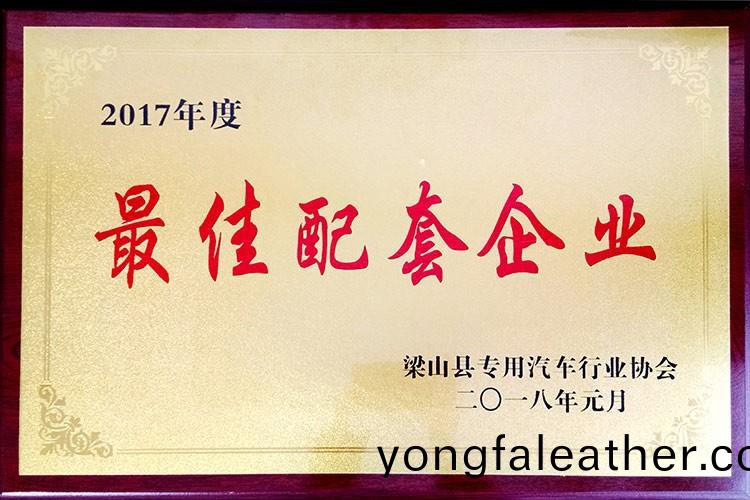 2017年度
最佳配套企业
梁山县专用汽车行业协会
二〇一八年元月
yongfaleather.co